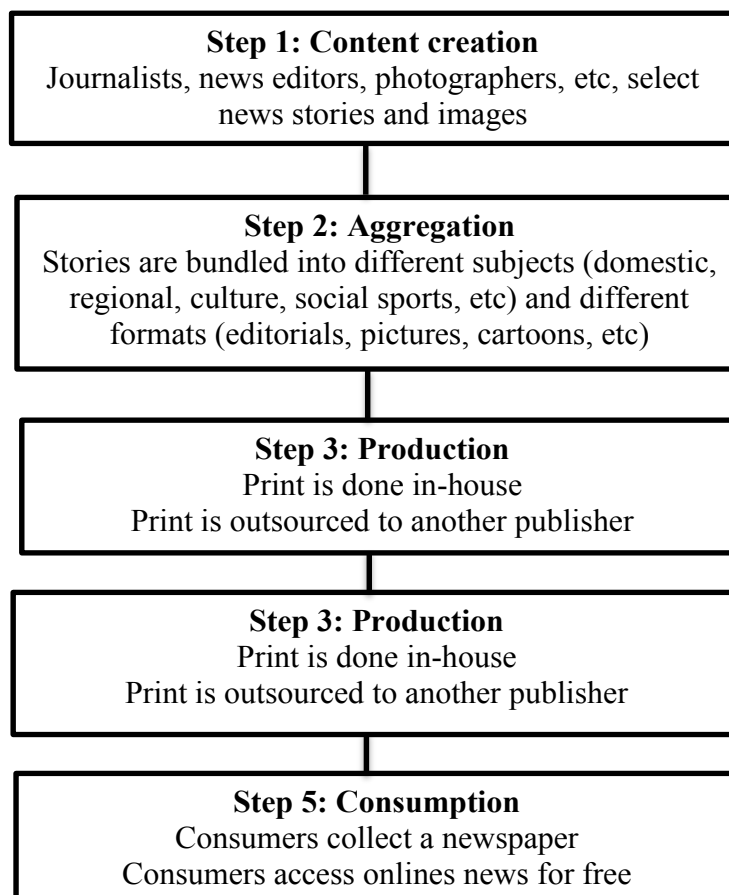 Step 1: Content creation
Journalists, news editors, photographers, etc, select
news stories and images
Step 2: Aggregation
Stories are bundled into different subjects (domestic,
regional, culture, social sports, etc) and different
formats (editorials, pictures, cartoons, etc)
Step 3: Production
Print is done in-house
Print is outsourced to another publisher
Step 3: Production
Print is done in-house
Print is outsourced to another publisher
Step 5: Consumption
Consumers collect a newspaper
Consumers access onlines news for free